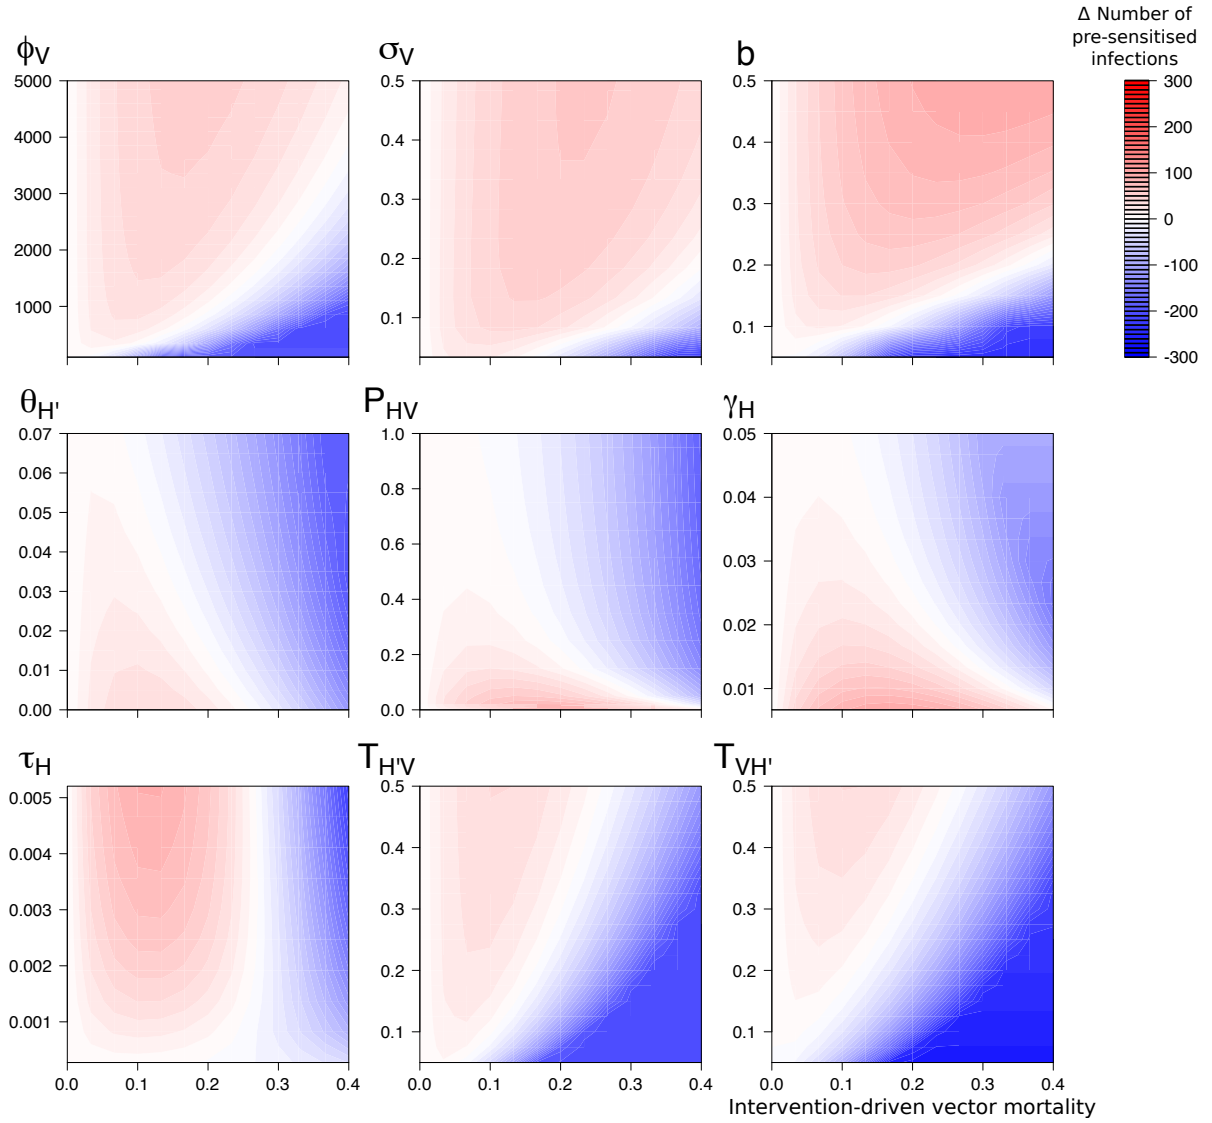 Δ Number of
pre-sensitised
infections
ϕV σV b
5000 0.5 0.5 300
4000 0.4 0.4 200
3000 0.3 0.3 100
2000 0.2 0.2 0
1000 0.1 0.1 -100
-200
-300
θH' PHV γH
0.07 1.0 0.05
0.06 0.8 0.04
0.05 0.6 0.03
0.04 0.4 0.02
0.03 0.2 0.01
0.02 0.0
0.01
0.00
τH TH'V TVH'
0.005 0.5 0.5
0.004 0.4 0.4
0.003 0.3 0.3
0.002 0.2 0.2
0.001 0.1 0.1
0.0 0.1 0.2 0.3 0.4 0.0 0.1 0.2 0.3 0.4 0.0 0.1 0.2 0.3 0.4
Intervention-driven vector mortality